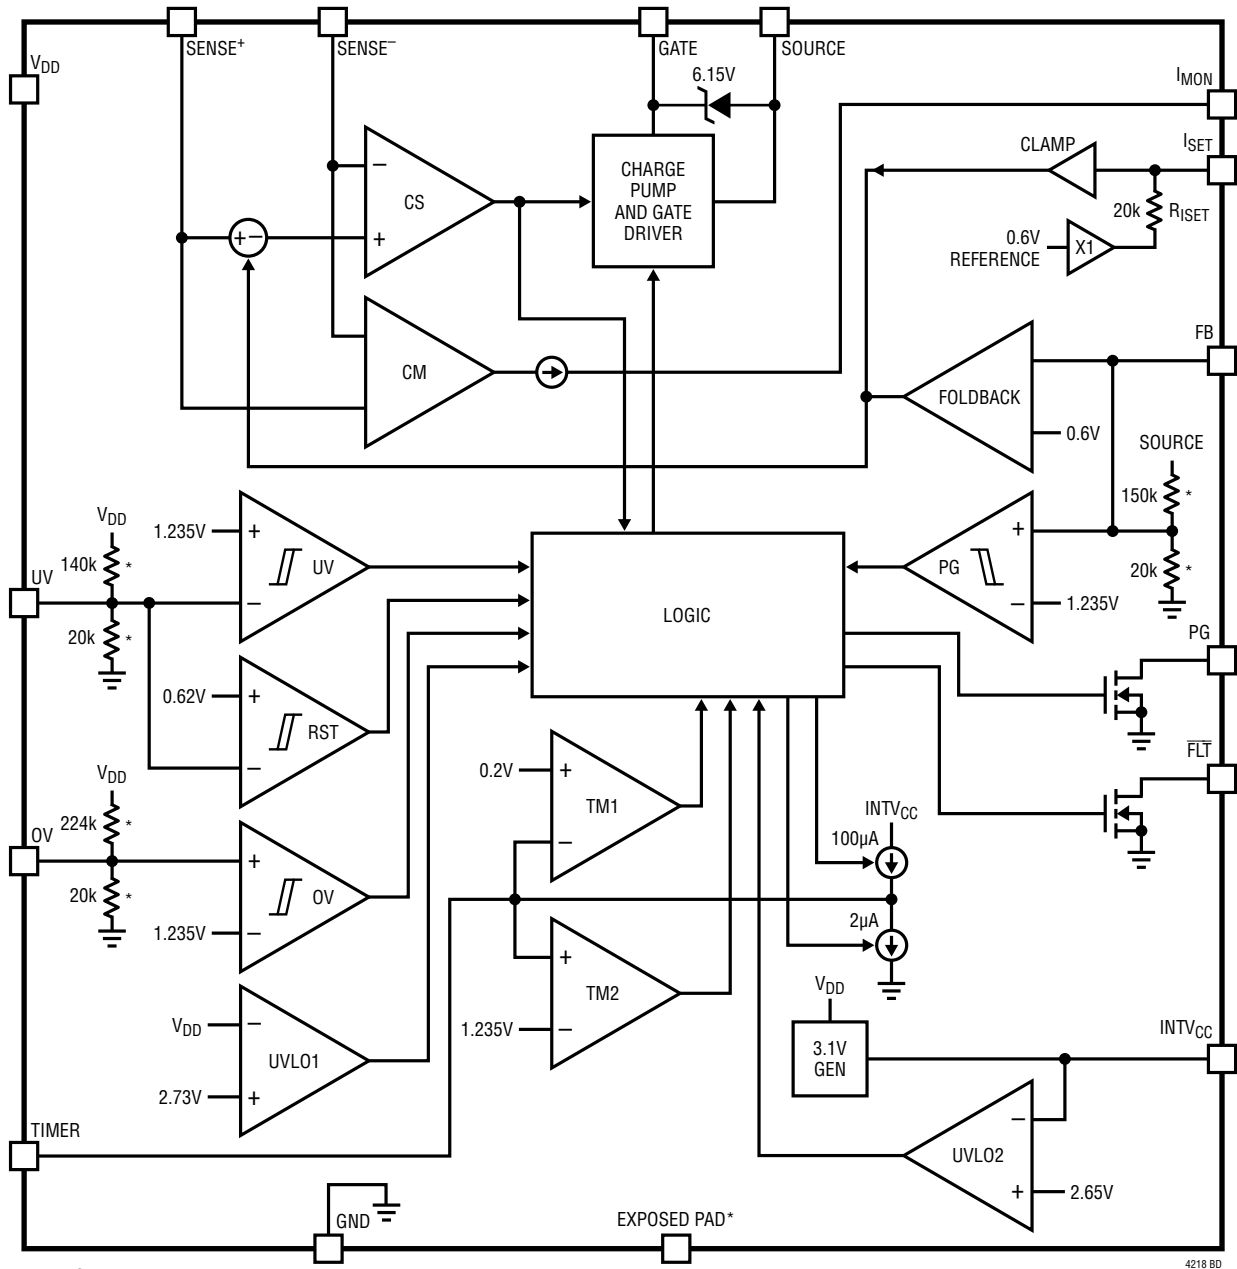 SENSE+
SENSE–
GATE
SOURCE
VDD
6.15V
IMON
CHARGE
PUMP
AND GATE
DRIVER
CLAMP
ISET
–
CS
+
+ –
20k
RISET
0.6V
REFERENCE
X1
CM
FOLDBACK
FB
0.6V
SOURCE
150k
*
20k
*
VDD
140k
*
UV
20k
*
1.235V
+
UV
–
LOGIC
+
PG
–
1.235V
PG
0.62V
+
RST
–
FLT
VDD
224k
*
OV
20k
*
+
OV
1.235V
–
0.2V
+
TM1
–
INTVCC
100µA
2µA
+
TM2
1.235V
–
VDD
–
UVLO1
2.73V
+
VDD
3.1V
GEN
INTVCC
–
UVLO2
+
2.65V
TIMER
GND
EXPOSED PAD*
4218 BD